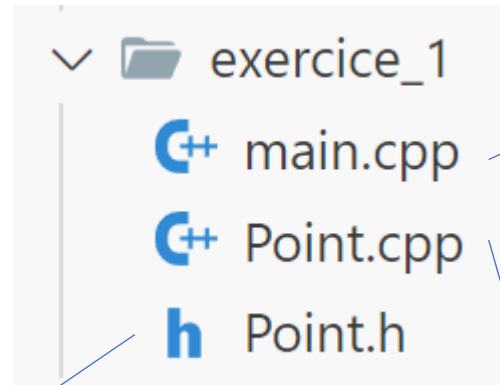 exercice_1
C++ main.cpp
C++ Point.cpp
h Point.h